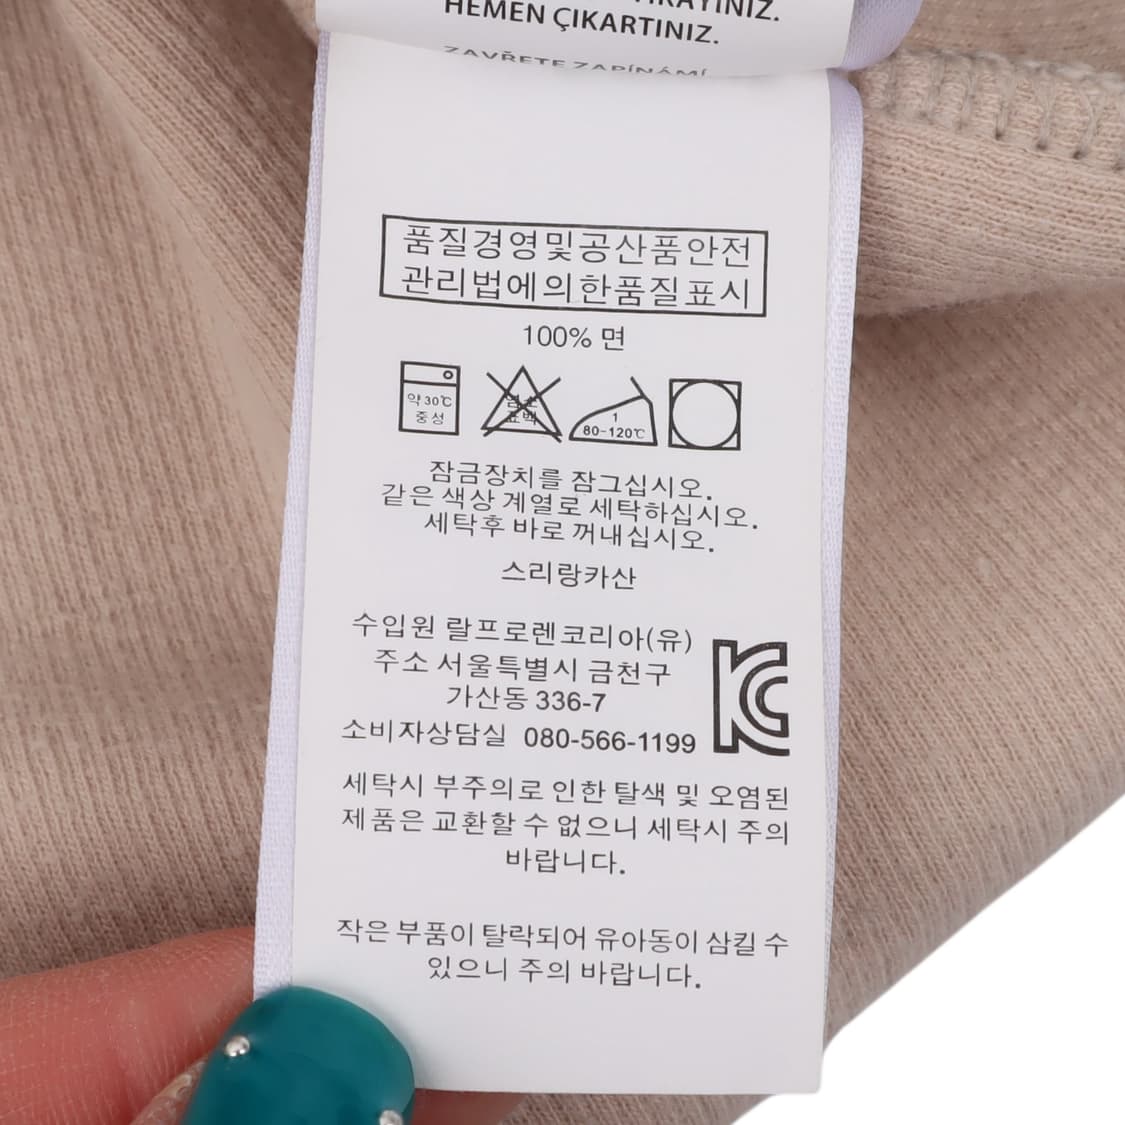 HEMEN ÇIKARTINIZ.
ZAVŘETE ZAPÍNÁMÍ
품질경영및공산품안전
관리법에의한품질표시
100% 면
약 30℃
중성
염소
표백
1
80-120℃
잠금장치를 잠그십시오.
같은 색상 계열로 세탁하십시오.
세탁후 바로 꺼내십시오.
스리랑카산
수입원 랄프로렌코리아(유)
주소 서울특별시 금천구
가산동 336-7
소비자상담실 080-566-1199
KC
세탁시 부주의로 인한 탈색 및 오염된
제품은 교환할 수 없으니 세탁시 주의
바랍니다.
작은 부품이 탈락되어 유아동이 삼킬 수
있으니 주의 바랍니다.